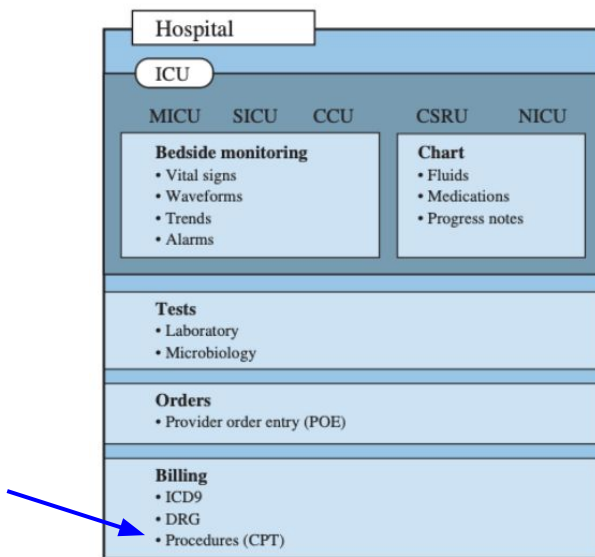 Hospital
ICU
MICU SICU CCU CSRU NICU
Bedside monitoring
• Vital signs
• Waveforms
• Trends
• Alarms
Chart
• Fluids
• Medications
• Progress notes
Tests
• Laboratory
• Microbiology
Orders
• Provider order entry (POE)
Billing
• ICD9
• DRG
• Procedures (CPT)